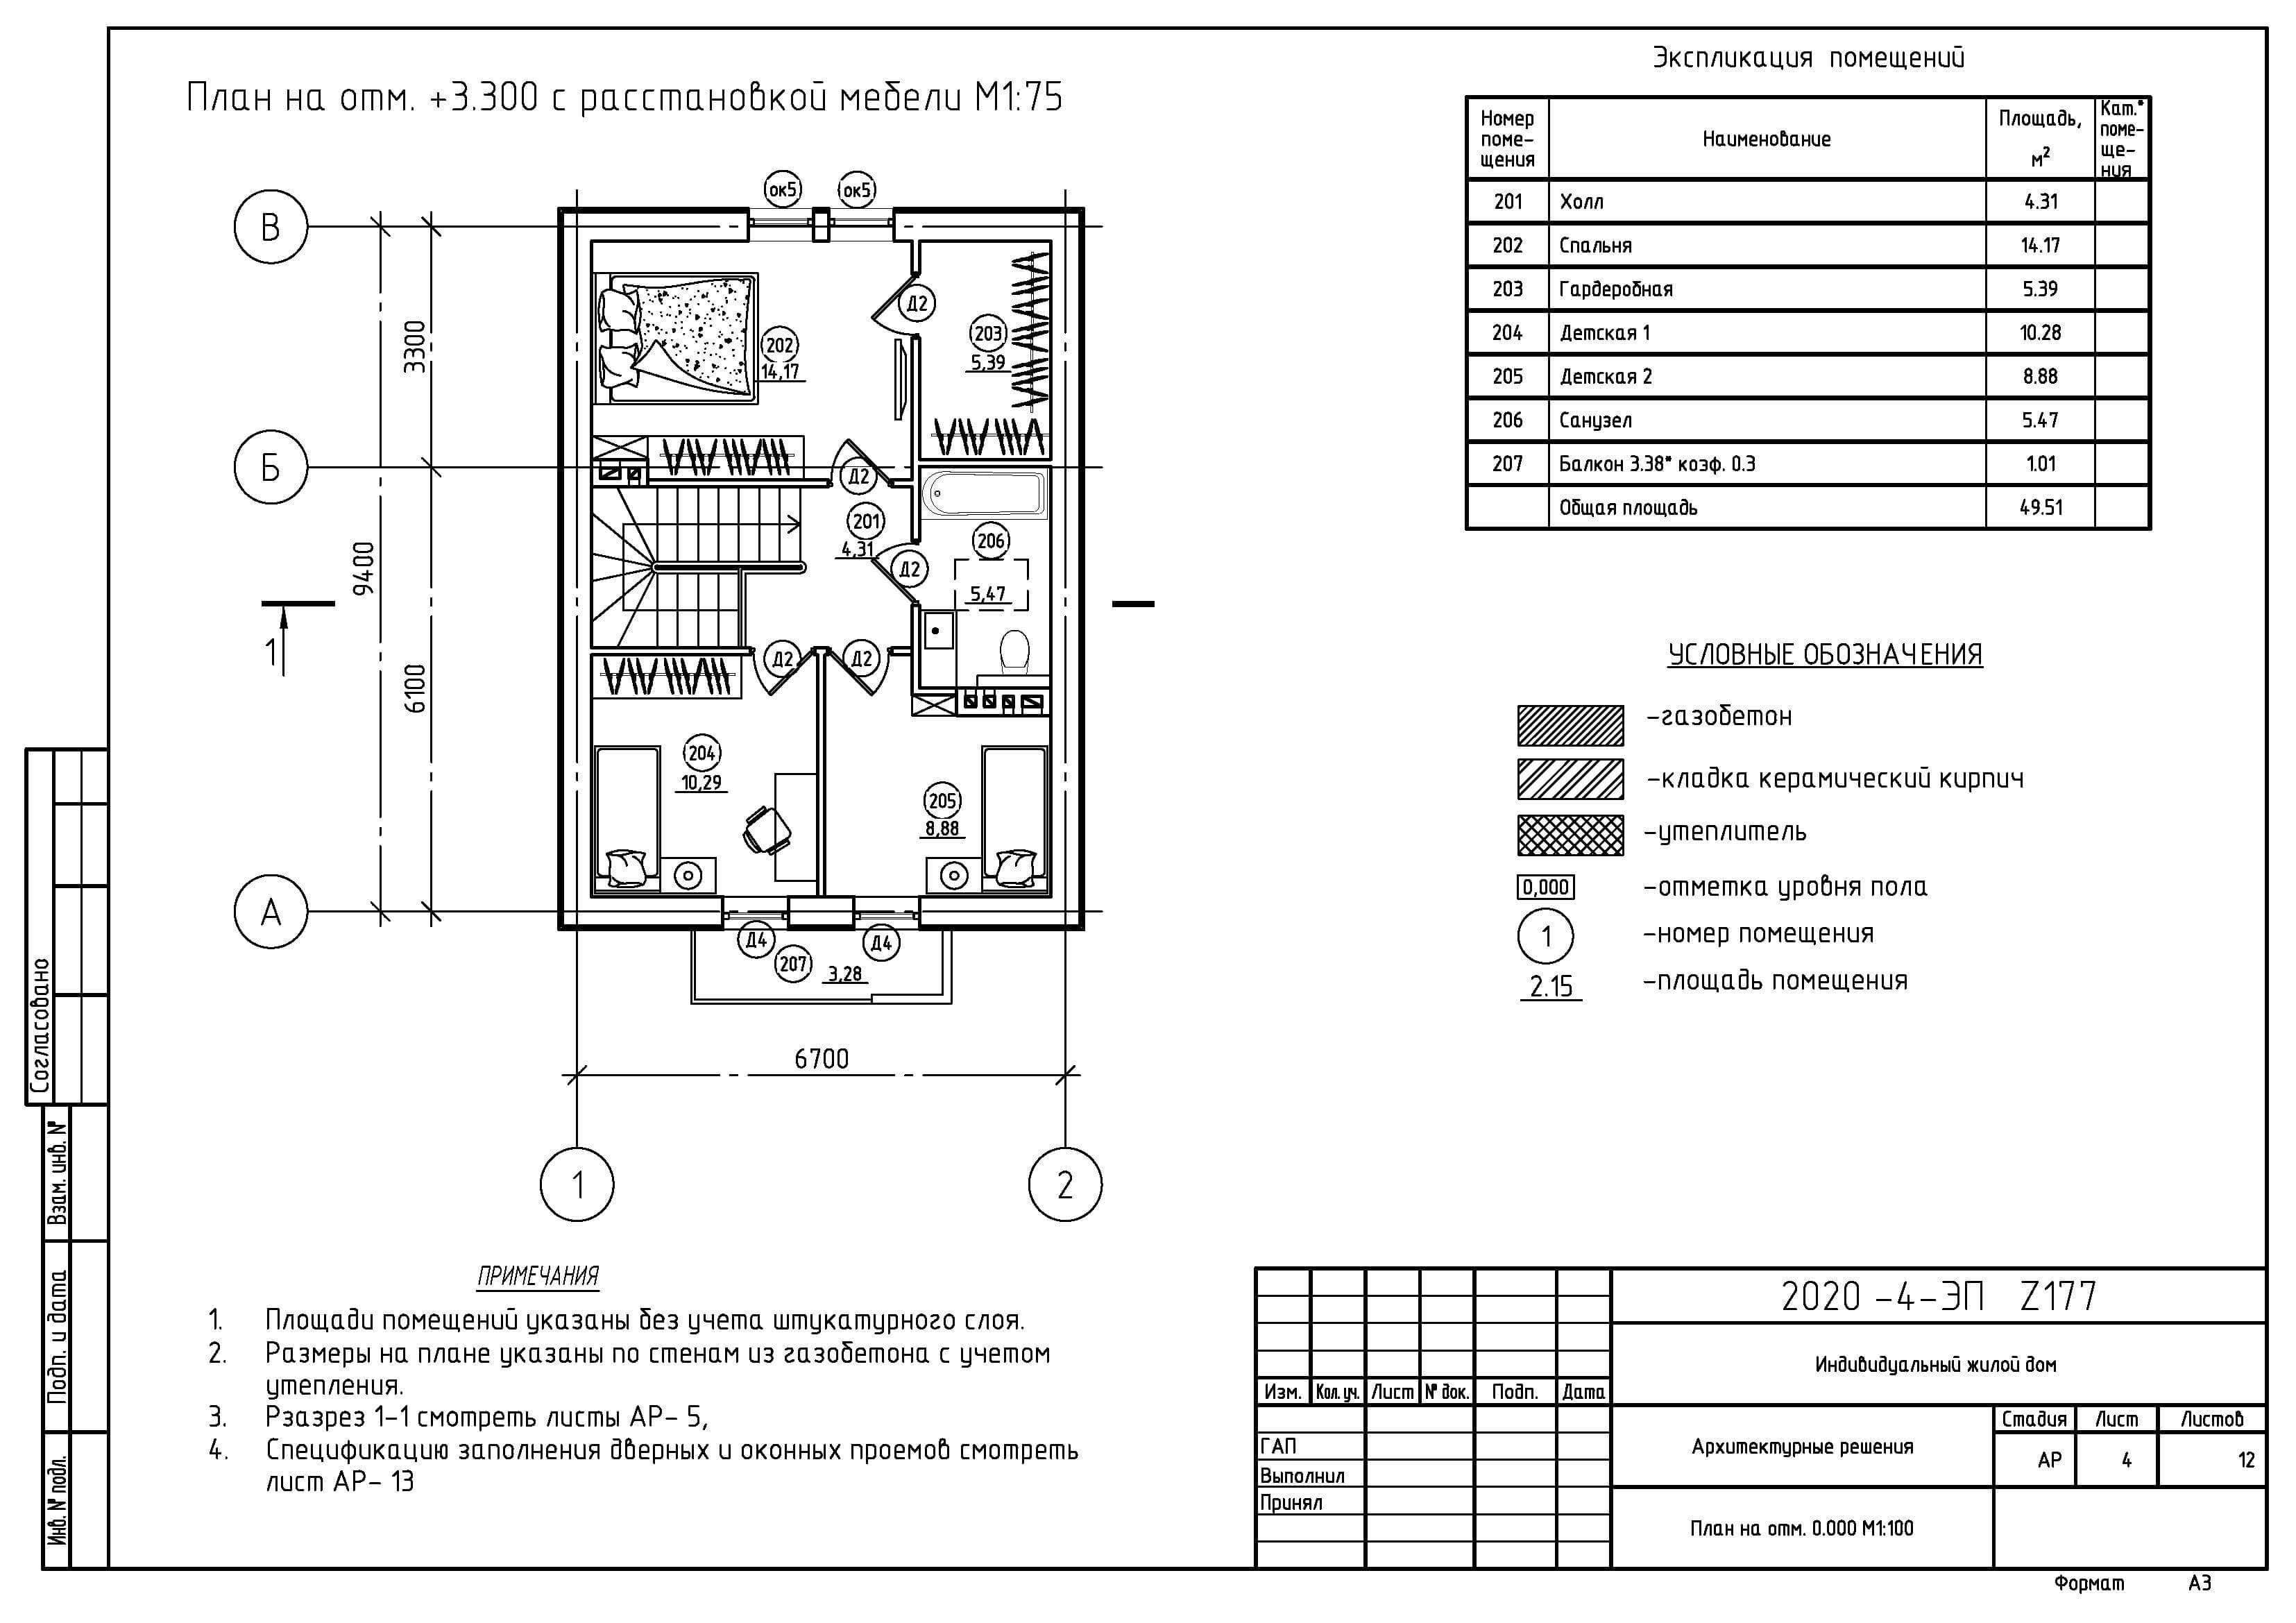 План на отм. +3.300 с расстановкой мебели М1:75
Экспликация помещений
Номер поме-щения
Наименование
Площадь, м²
Кат.* поме-ще-ния
201 Холл 4.31
202 Спальня 14.17
203 Гардеробная 5.39
204 Детская 1 10.28
205 Детская 2 8.88
206 Санузел 5.47
207 Балкон 3.38* коэф. 0.3 1.01
Общая площадь 49.51
ок5 ок5
В
Б
А
3300
9400
6100
1
Д2
203
5,39
202
14,17
Д2
201
4,31
Д2
206
5,47
Д2 Д2
204
10,29
205
8,88
Д4 Д4
207
3,28
6700
1 2
УСЛОВНЫЕ ОБОЗНАЧЕНИЯ
-газобетон
-кладка керамический кирпич
-утеплитель
0,000 -отметка уровня пола
1 -номер помещения
2.15 -площадь помещения
ПРИМЕЧАНИЯ
1. Площади помещений указаны без учета штукатурного слоя.
2. Размеры на плане указаны по стенам из газобетона с учетом
утепления.
3. Рзазрез 1-1 смотреть листы АР- 5,
4. Спецификацию заполнения дверных и оконных проемов смотреть
лист АР- 13
Согласовано
Взам. инв. №
Подп. и дата
Инв. № подл.
2020 -4-ЭП Z177
Индивидуальный жилой дом
Изм. Кол. уч. Лист № док. Подп. Дата
Архитектурные решения
Стадия Лист Листов
АР 4 12
ГАП
Выполнил
Принял
План на отм. 0.000 М1:100
Формат А3